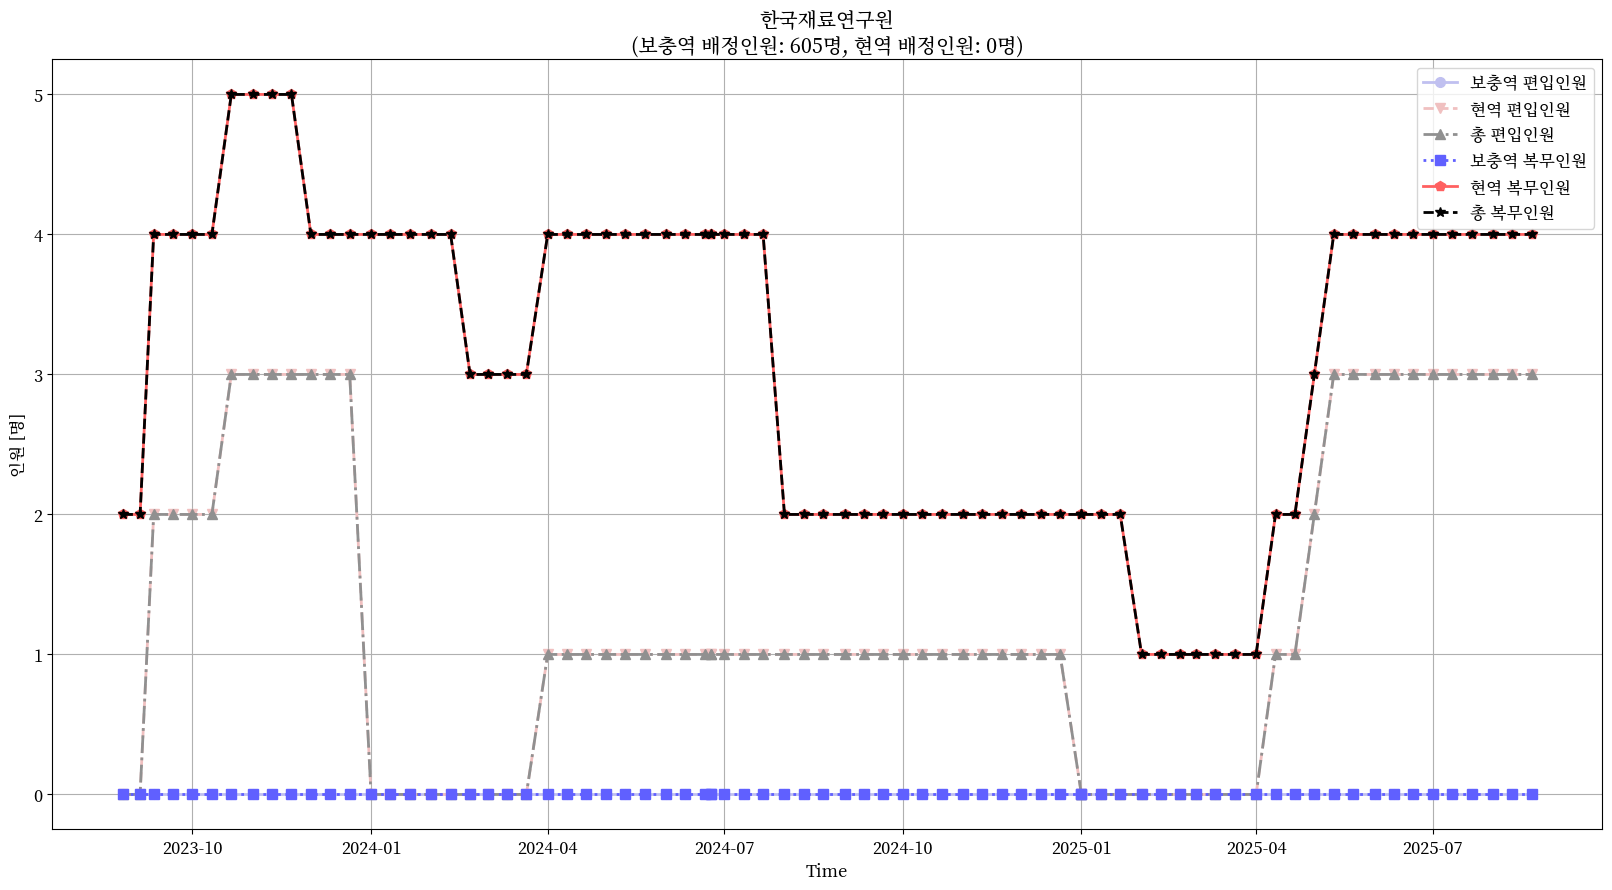 한국재료연구원
(보충역 배정인원: 605명, 현역 배정인원: 0명)
보충역 편입인원
현역 편입인원
총 편입인원
보충역 복무인원
현역 복무인원
총 복무인원
인원 [명]
5
4
3
2
1
0
2023-10
2024-01
2024-04
2024-07
2024-10
2025-01
2025-04
2025-07
Time